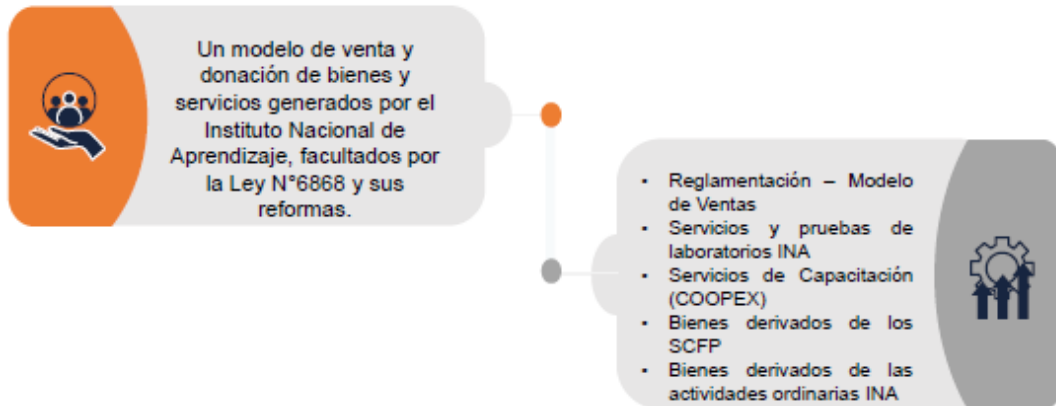 Un modelo de venta y
donación de bienes y
servicios generados por el
Instituto Nacional de
Aprendizaje, facultados por
la Ley N°6868 y sus
reformas.
• Reglamentación – Modelo
de Ventas
• Servicios y pruebas de
laboratorios INA
• Servicios de Capacitación
(COOPEX)
• Bienes derivados de los
SCFP
• Bienes derivados de las
actividades ordinarias INA